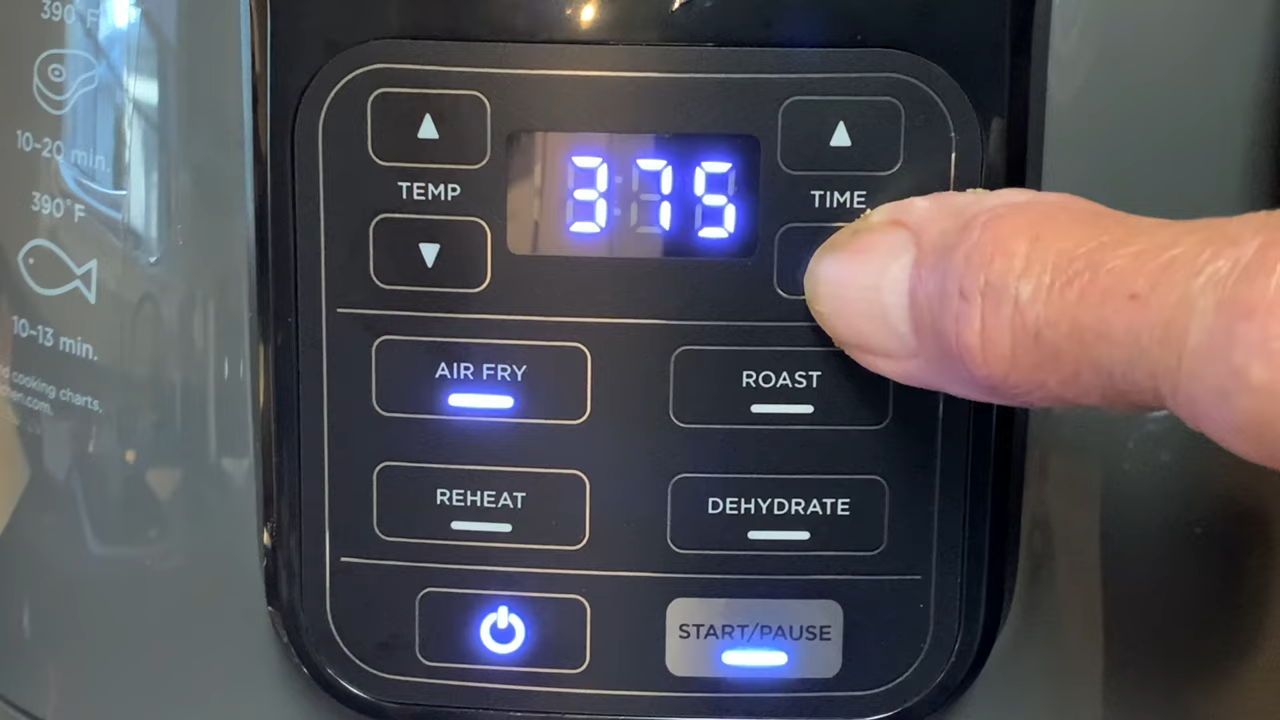 390°F
10-20 min.
390°F
10-13 min.
cooking charts,
TEMP
375
TIME
AIR FRY
ROAST
REHEAT
DEHYDRATE
START/PAUSE